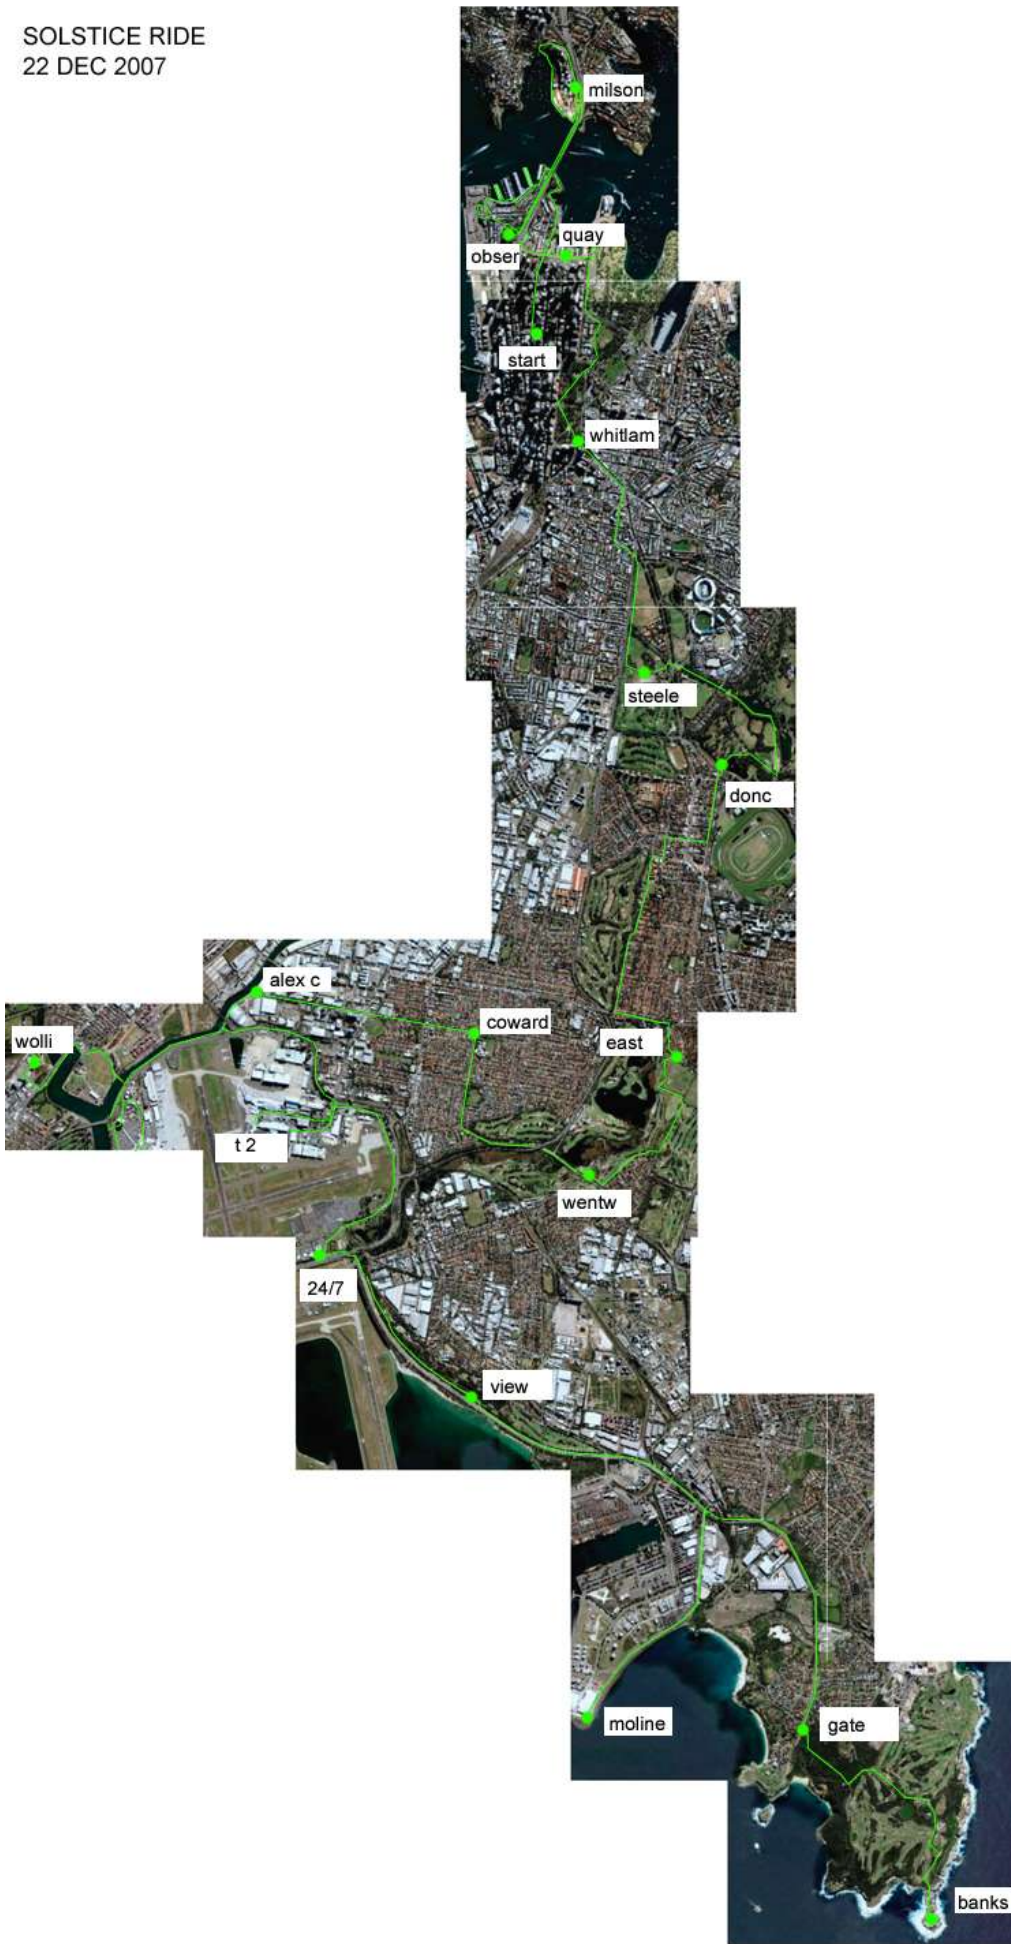 SOLSTICE RIDE
22 DEC 2007
milson
quay
obser
start
whitlam
steele
donc
alex c
coward
wolli
east
t 2
wentw
24/7
view
moline
gate
banks